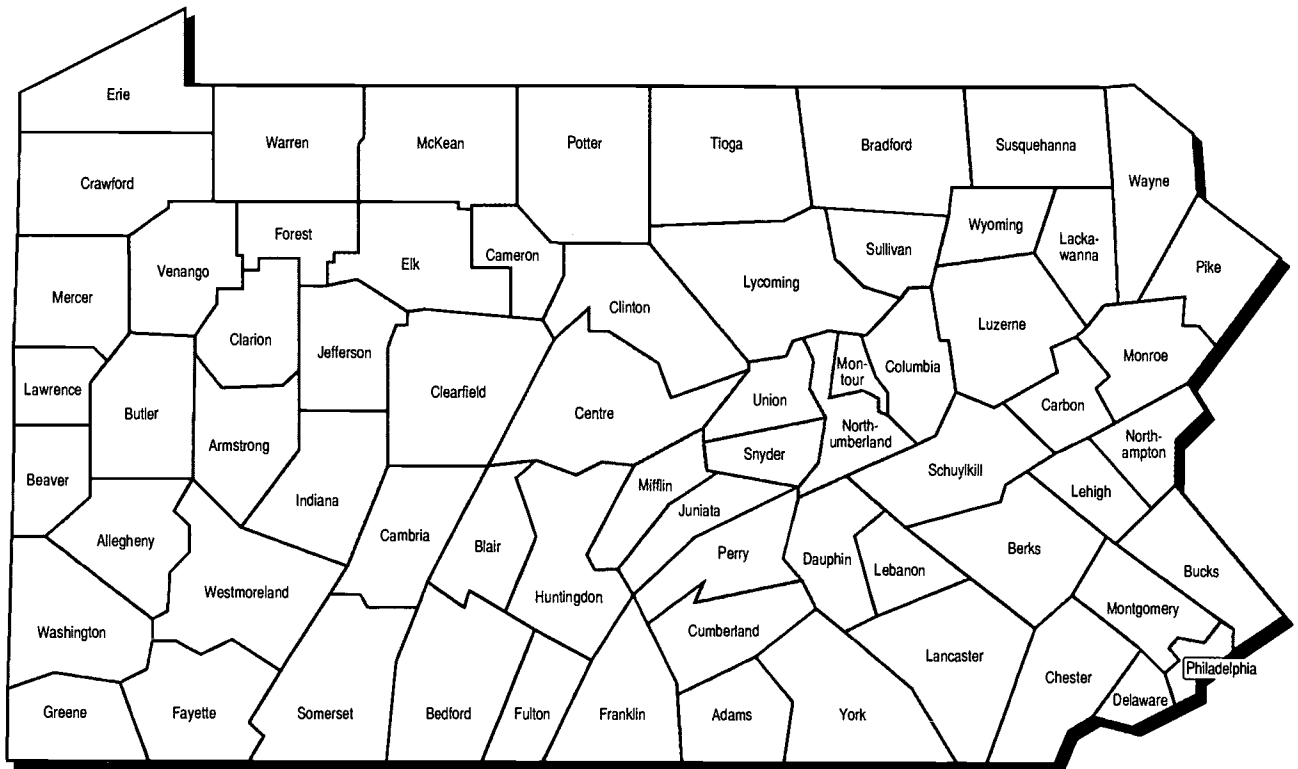 Erie
Warren
McKean
Potter
Tioga
Bradford
Susquehanna
Wayne
Crawford
Forest
Elk
Cameron
Sullivan
Wyoming
Lacka-
wanna
Pike
Venango
Mercer
Clarion
Jefferson
Clinton
Lycoming
Luzerne
Monroe
Lawrence
Butler
Armstrong
Clearfield
Centre
Union
Mon-
tour
Columbia
Carbon
North-
umberland
North-
ampton
Snyder
Schuylkill
Beaver
Indiana
Mifflin
Juniata
Lehigh
Allegheny
Cambria
Blair
Perry
Dauphin
Lebanon
Berks
Bucks
Westmoreland
Huntingdon
Montgomery
Washington
Cumberland
Lancaster
Chester
Philadelphia
Greene
Fayette
Somerset
Bedford
Fulton
Franklin
Adams
York
Delaware